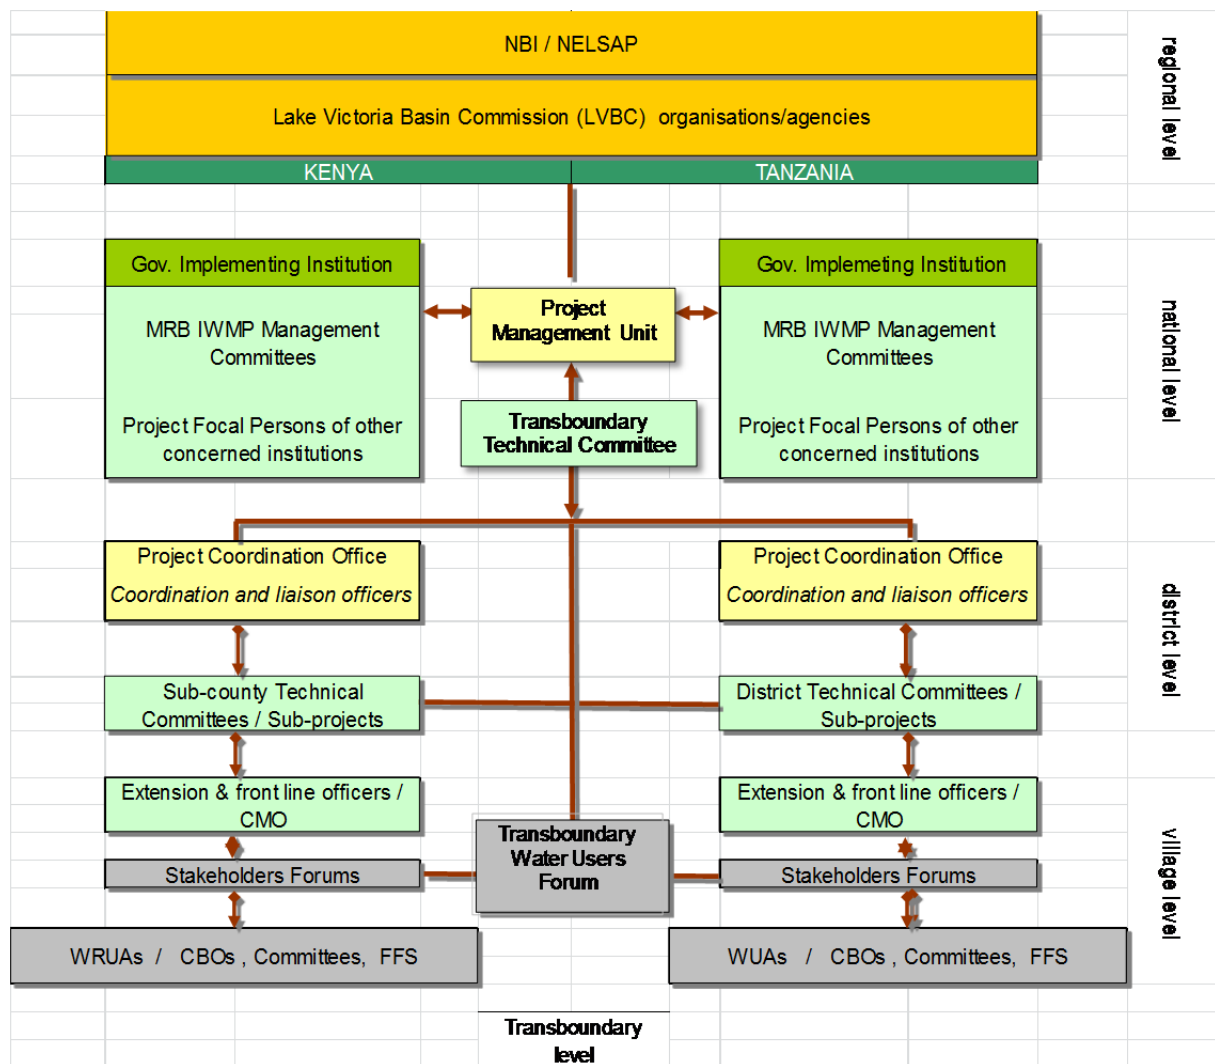 NBI / NELSAP
regional level
Lake Victoria Basin Commission (LVBC) organisations/agencies
KENYA
TANZANIA
Gov. Implementing Institution
MRB IWMP Management
Committees
Project Focal Persons of other
concerned institutions
Project
Management Unit
Transboundary
Technical Committee
Gov. Implemeting Institution
MRB IWMP Management
Committees
Project Focal Persons of other
concerned institutions
national level
Project Coordination Office
Coordination and liaison officers
Project Coordination Office
Coordination and liaison officers
district level
Sub-county Technical
Committees / Sub-projects
District Technical Committees /
Sub-projects
Extension & front line officers /
CMO
Transboundary
Water Users
Forum
Extension & front line officers /
CMO
village level
Stakeholders Forums
Stakeholders Forums
WRUAs / CBOs , Committees, FFS
WUAs / CBOs , Committees, FFS
Transboundary
level